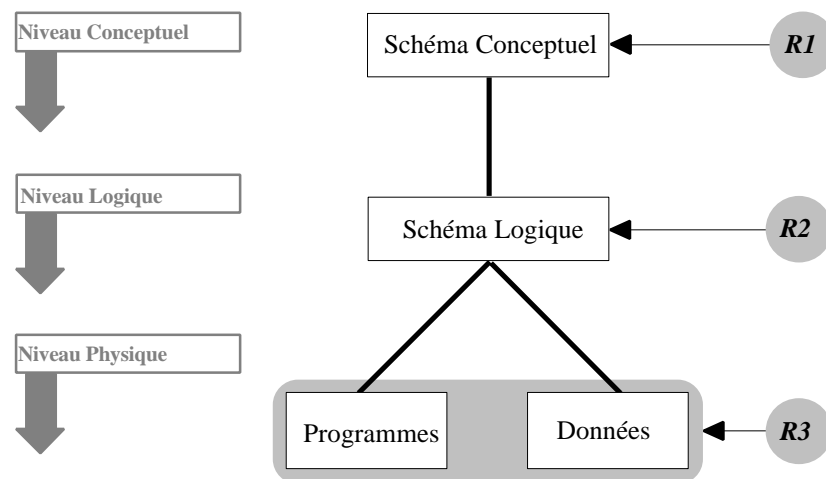 Niveau Conceptuel
Schéma Conceptuel
R1
Niveau Logique
Schéma Logique
R2
Niveau Physique
Programmes
Données
R3